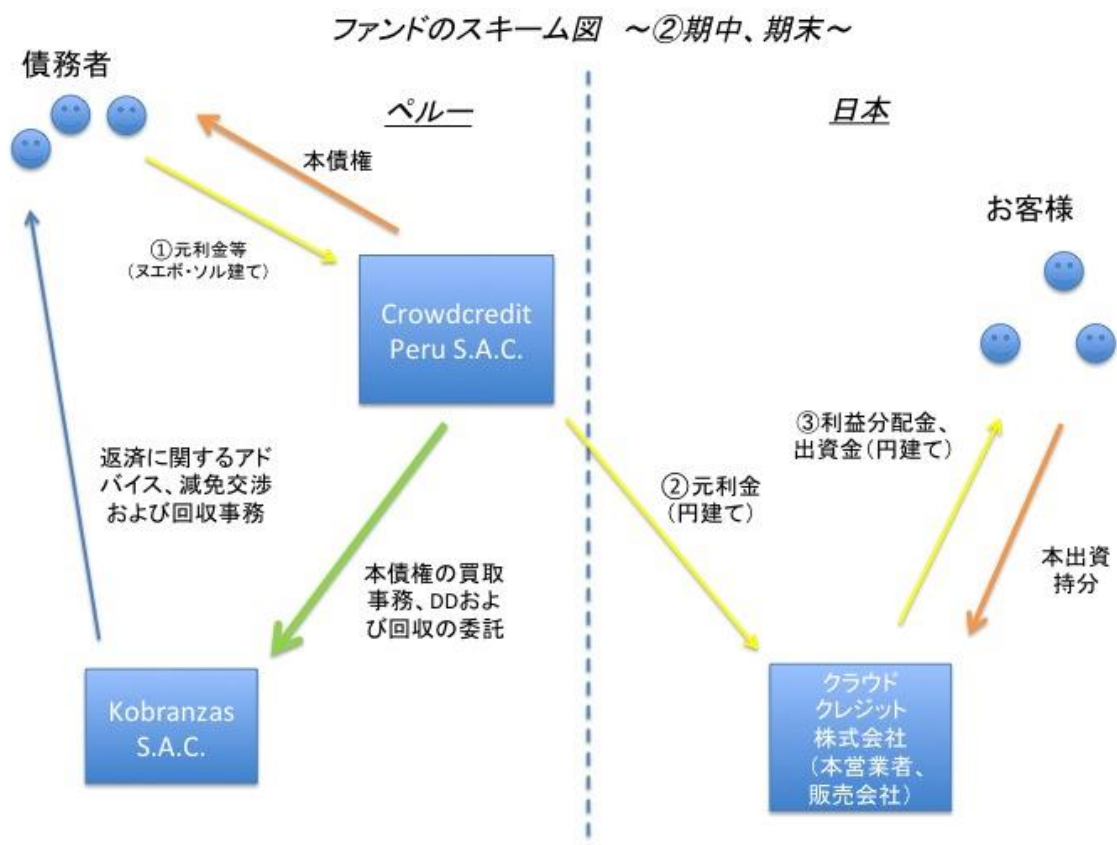 ファンドのスキーム図 ～②期中、期末～
債務者
ペルー
日本
本債権
お客様
①元利金等
(ヌエボ・ソル建て)
Crowdcredit
Peru S.A.C.
③利益分配金、
出資金(円建て)
返済に関するアド
バイス、減免交渉
および回収事務
②元利金
(円建て)
本債権の買取
事務、DDおよ
び回収の委託
本出資
持分
Kobranzas
S.A.C.
クラウド
クレジット
株式会社
(本営業者、
販売会社)